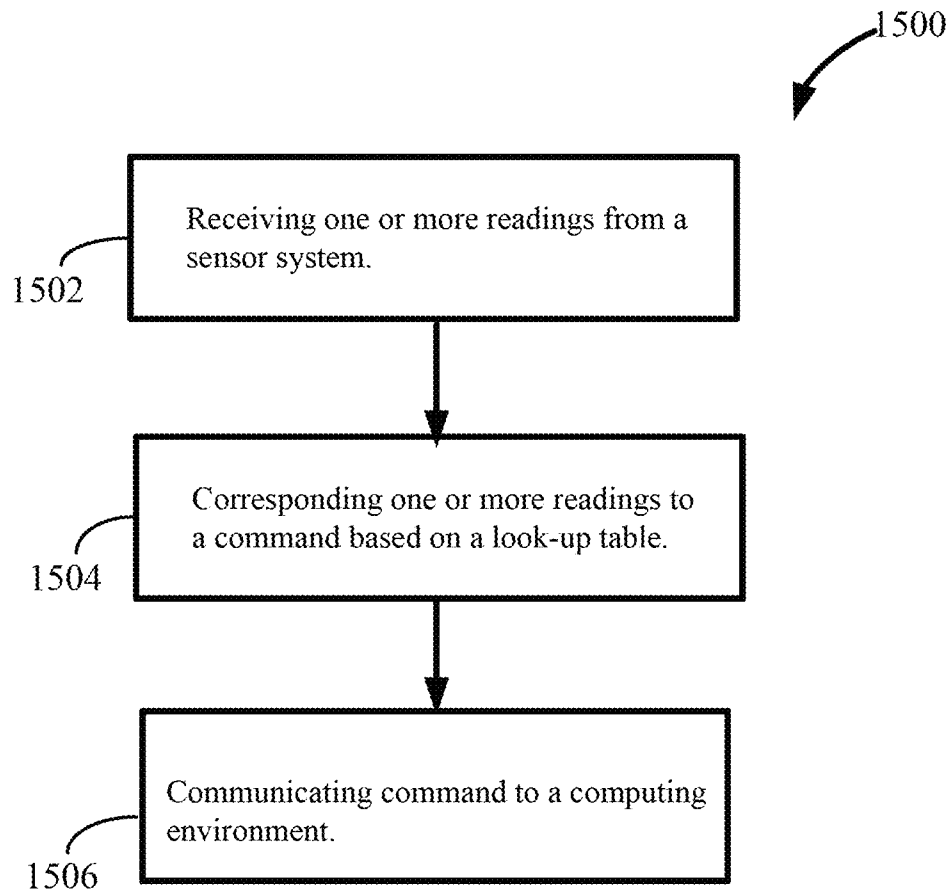 1500
Receiving one or more readings from a
sensor system.
1502
Corresponding one or more readings to
a command based on a look-up table.
1504
Communicating command to a computing
environment.
1506